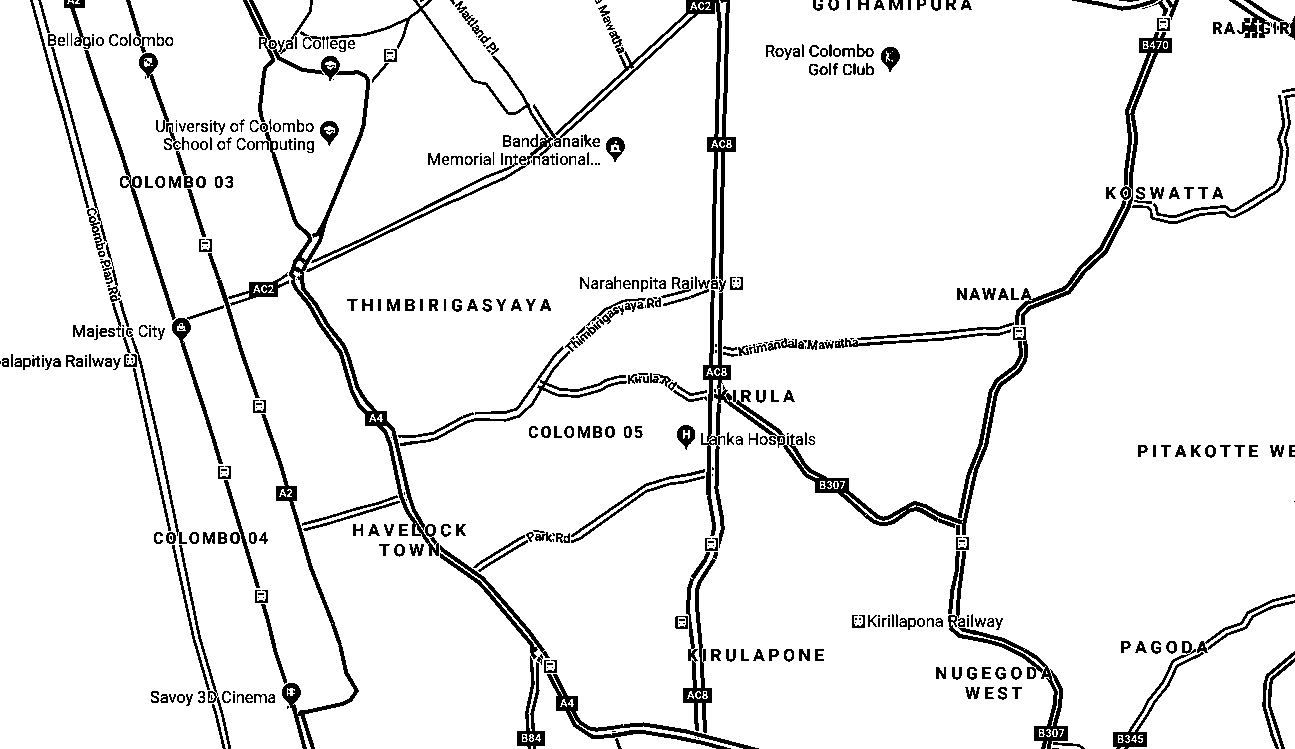 A2
AC2
GOTHAMIPURA
Maitland Pl
Mawatha
Bellagio Colombo
Royal College
Royal Colombo
Golf Club
B470
University of Colombo
School of Computing
Bandaranaike
Memorial International...
AC8
COLOMBO 03
KOSWATTA
Colombo Plan Rd
AC2
Narahenpita Railway
THIMBIRIGASYAYA
Thimbirigasyaya Rd
NAWALA
Majestic City
alapitiya Railway
Kirimandala Mawatha
AC8
Kirula Rd
KIRULA
A4
COLOMBO 05
Lanka Hospitals
PITAKOTTE WE
B307
A2
HAVELOCK
TOWN
COLOMBO 04
Park Rd
Kirillapona Railway
KIRULAPONE
PAGODA
NUGEGODA
WEST
Savoy 3D Cinema
AC8
A4
B84
B307
B345